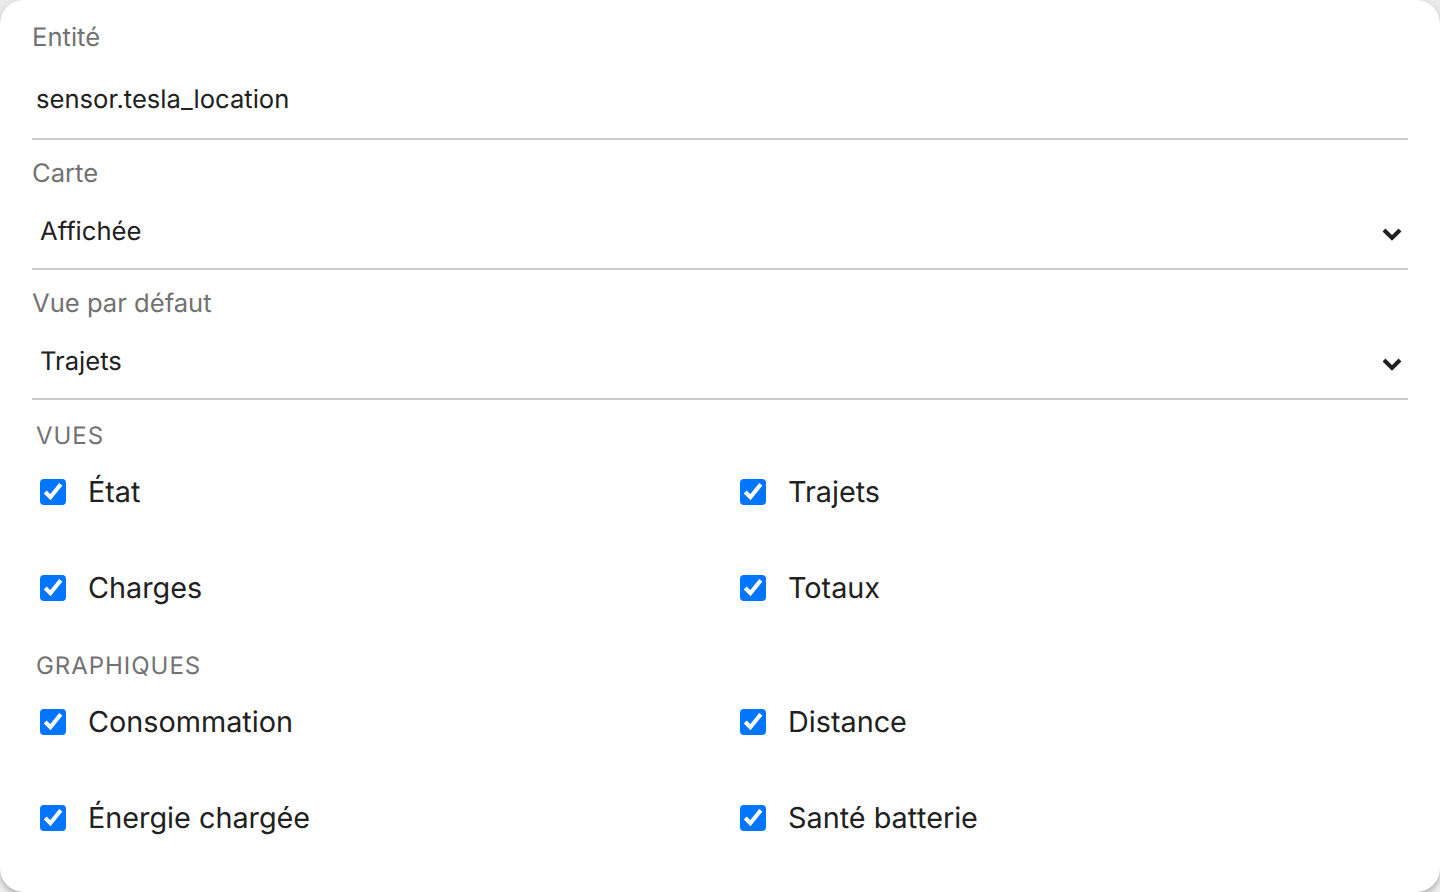 Entité
sensor.tesla_location
Carte
Affichée
Vue par défaut
Trajets
VUES
État
Trajets
Charges
Totaux
GRAPHIQUES
Consommation
Distance
Énergie chargée
Santé batterie